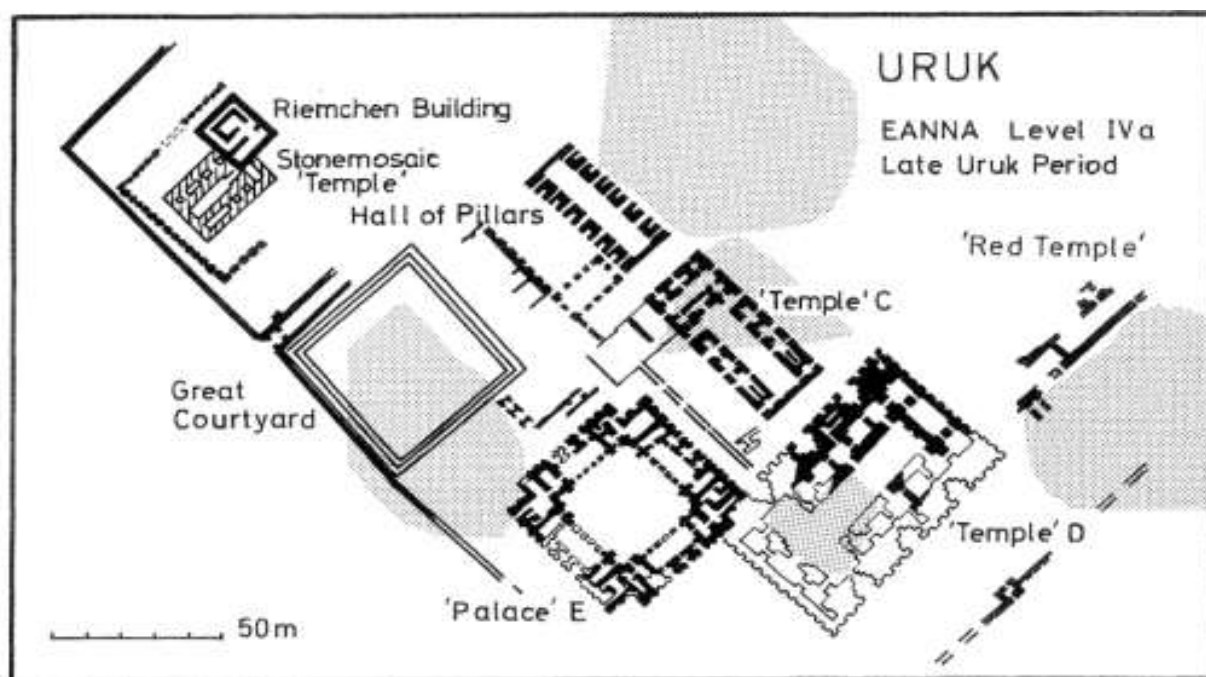 URUK
EANNA Level IVa
Late Uruk Period
Riemchen Building
Stonemosaic
'Temple'
Hall of Pillars
'Red Temple'
'Temple' C
Great
Courtyard
'Temple' D
'Palace' E
50m